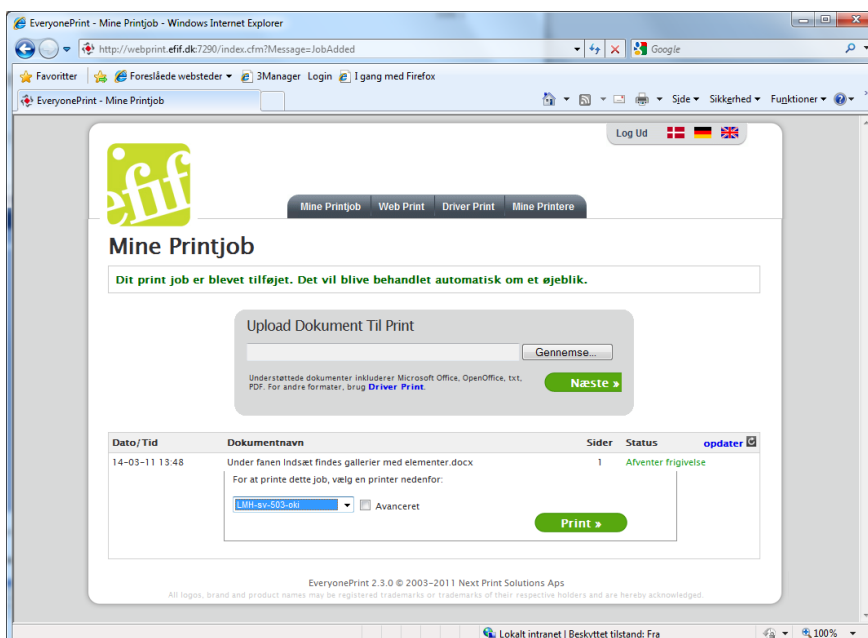 EveryonePrint - Mine Printjob - Windows Internet Explorer
http://webprint.efif.dk:7290/index.cfm?Message=JobAdded
Google
Favoritter
Foreslåede websteder
3Manager Login
I gang med Firefox
EveryonePrint - Mine Printjob
Side
Sikkerhed
Funktioner
Log Ud
efif
Mine Printjob
Web Print
Driver Print
Mine Printere
Mine Printjob
Dit print job er blevet tilføjet. Det vil blive behandlet automatisk om et øjeblik.
Upload Dokument Til Print
Gennemse...
Understøttede dokumenter inkluderer Microsoft Office, OpenOffice, txt,
PDF. For andre formater, brug Driver Print.
Næste »
Dato/Tid Dokumentnavn Sider Status opdater
14-03-11 13:48 Under fanen Indsæt findes gallerier med elementer.docx 1 Afventer frigivelse
For at printe dette job, vælg en printer nedenfor:
LMH-sv-503-oki
Avanceret
Print »
EveryonePrint 2.3.0 © 2003-2011 Next Print Solutions Aps
All logos, brand and product names may be registered trademarks or trademarks of their respective holders and are hereby acknowledged.
Lokalt intranet | Beskyttet tilstand: Fra
100%